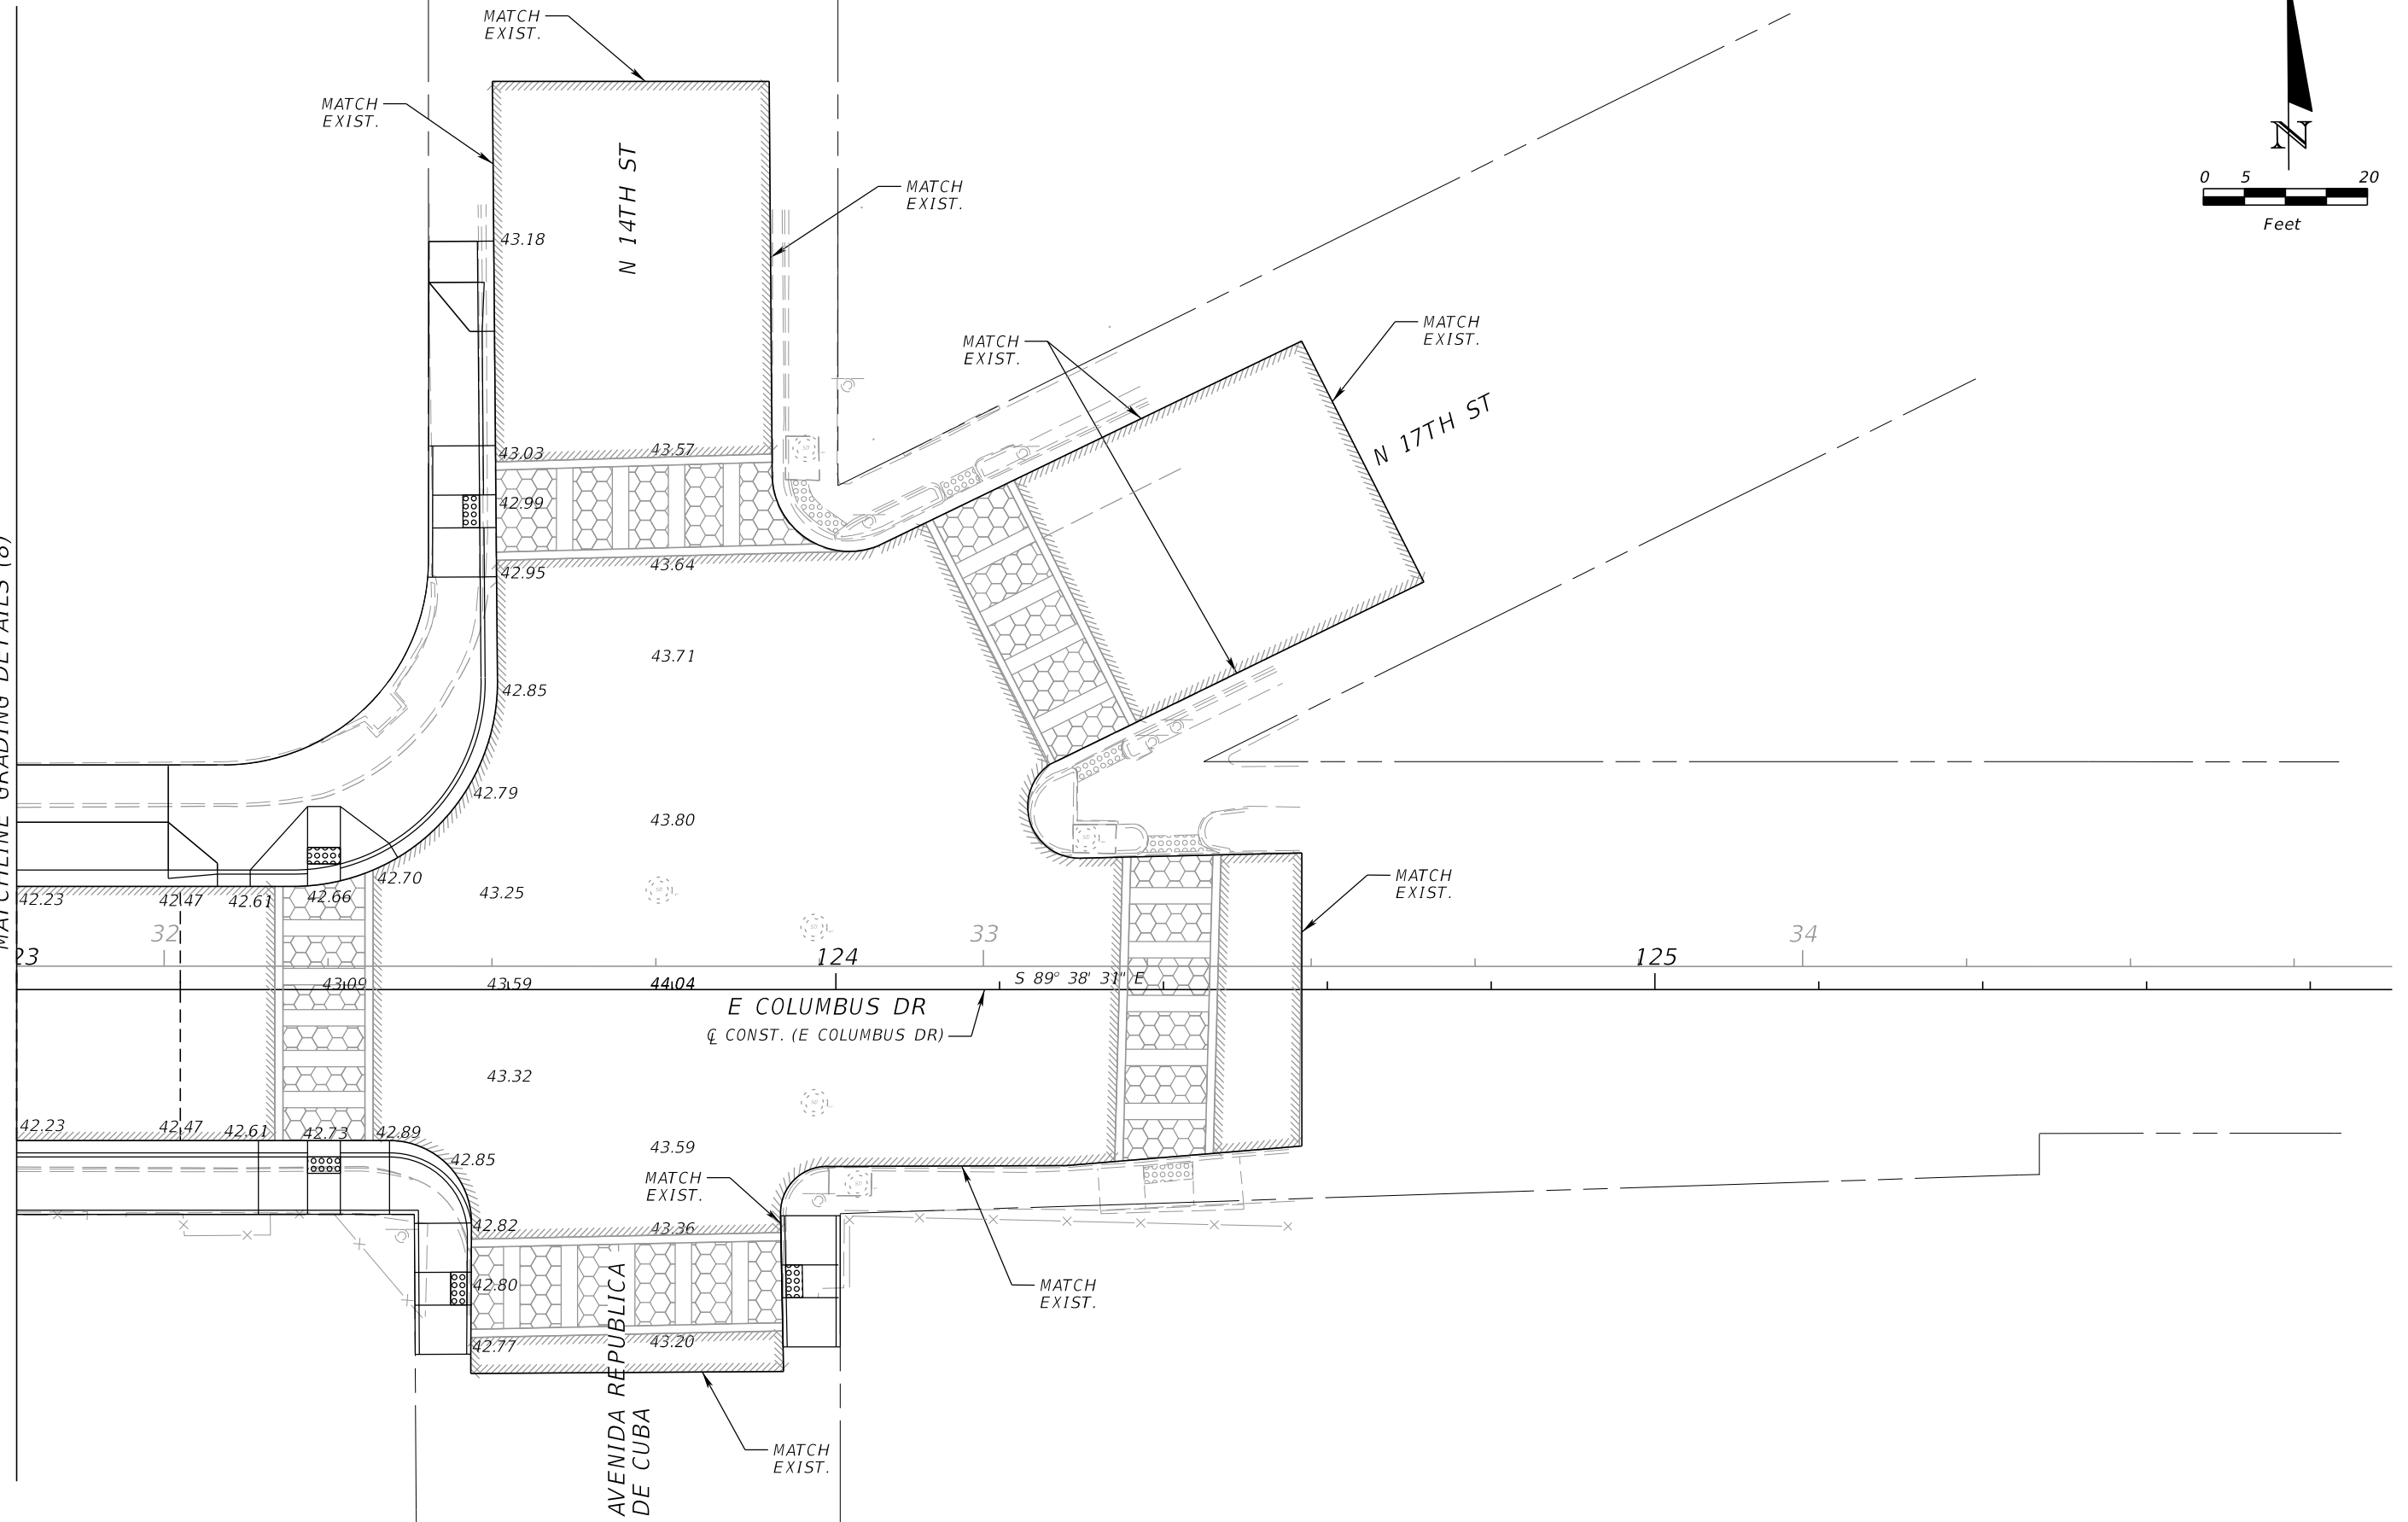 MATCH
EXIST.
MATCH
EXIST.
N 14TH ST
MATCH
EXIST.
N
0 5 20
Feet
43.18
MATCH
EXIST.
MATCH
EXIST.
N 17TH ST
43.03
43.57
42.99
42.95
43.64
MATCHLINE GRADING DETAILS (8)
43.71
42.85
42.79
43.80
42.70
43.25
42.23
42.47
42.61
42.66
MATCH
EXIST.
32
33
34
23
124
125
43.09
43.59
44.04
S 89° 38' 31" E
E COLUMBUS DR
℄ CONST. (E COLUMBUS DR)
43.32
42.23
42.47
42.61
42.73
42.89
42.85
43.59
MATCH
EXIST.
42.82
43.36
42.80
MATCH
EXIST.
42.77
43.20
AVENIDA REPUBLICA
DE CUBA
MATCH
EXIST.